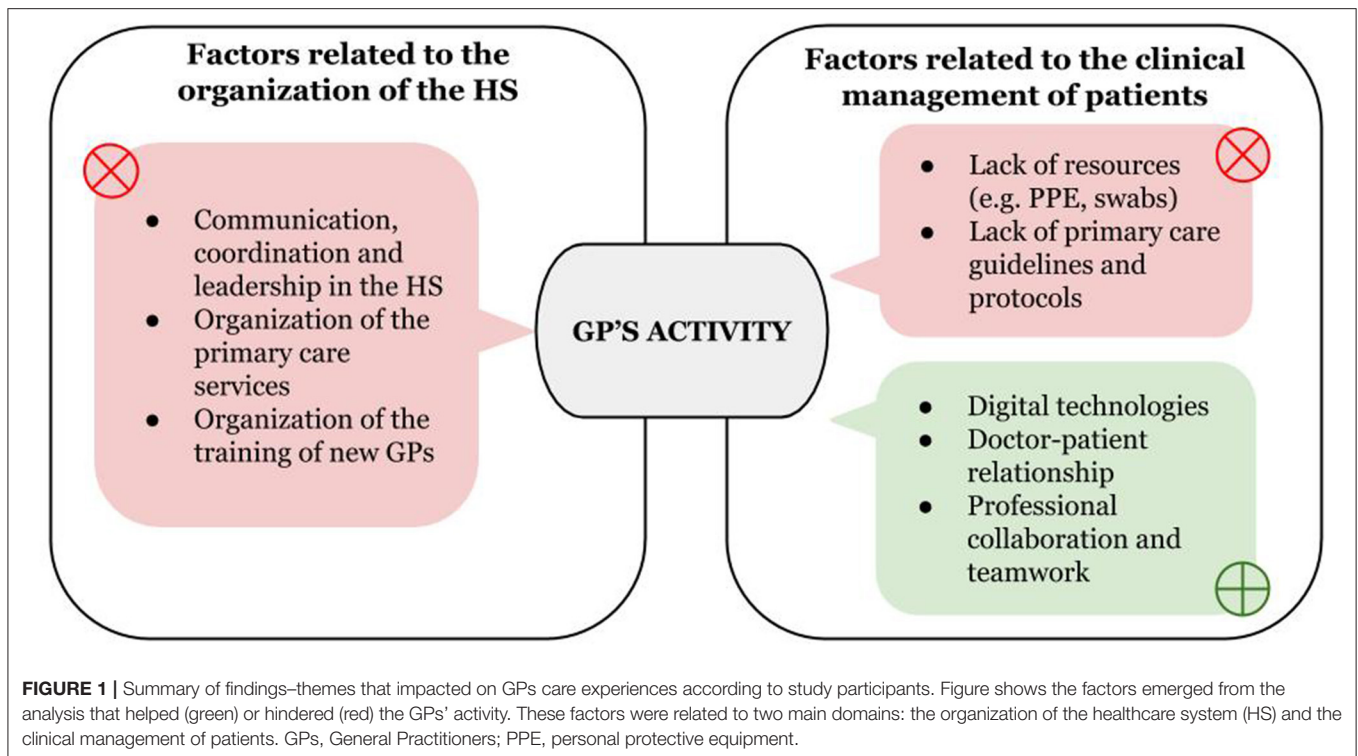 Factors related to the
organization of the HS
● Communication,
coordination and
leadership in the HS
● Organization of the
primary care
services
● Organization of the
training of new GPs
GP'S ACTIVITY
Factors related to the clinical
management of patients
● Lack of resources
(e.g. PPE, swabs)
● Lack of primary care
guidelines and
protocols
● Digital technologies
● Doctor-patient
relationship
● Professional
collaboration and
teamwork
FIGURE 1 | Summary of findings–themes that impacted on GPs care experiences according to study participants. Figure shows the factors emerged from the
analysis that helped (green) or hindered (red) the GPs' activity. These factors were related to two main domains: the organization of the healthcare system (HS) and the
clinical management of patients. GPs, General Practitioners; PPE, personal protective equipment.